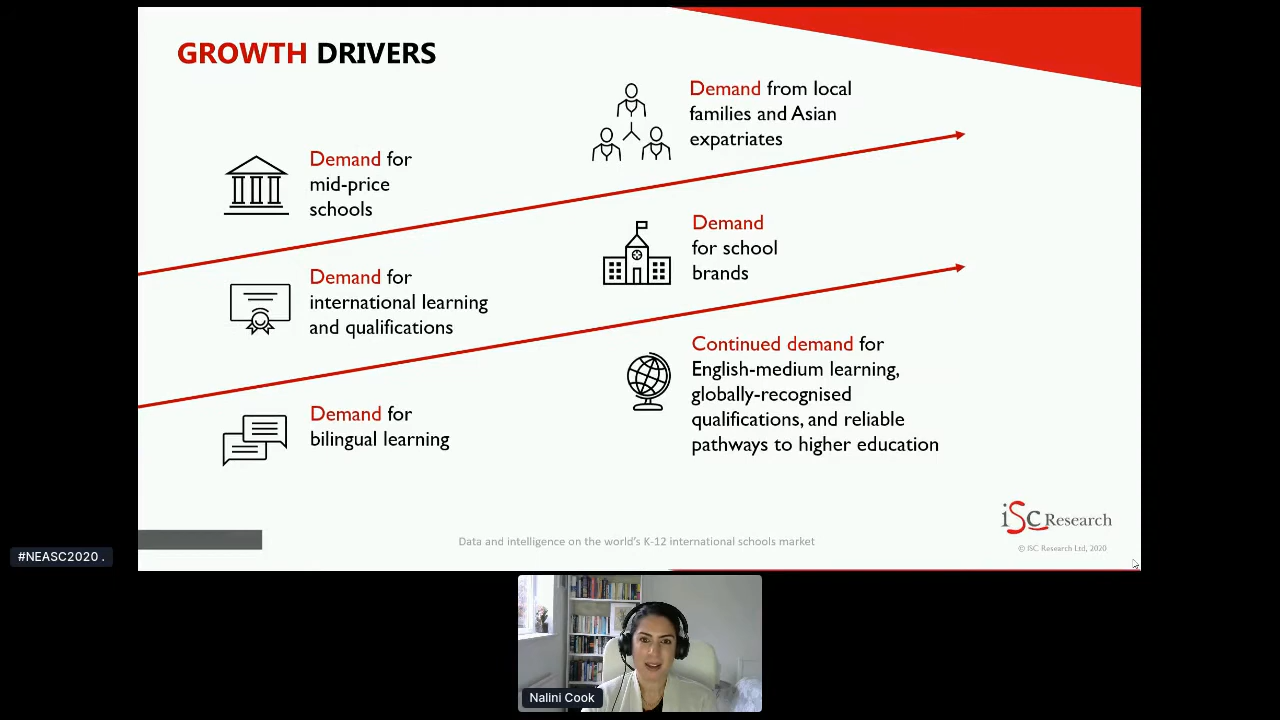 GROWTH DRIVERS
Demand for
mid-price
schools
Demand for
international learning
and qualifications
Demand for
bilingual learning
Demand from local
families and Asian
expatriates
Demand
for school
brands
Continued demand for
English-medium learning,
globally-recognised
qualifications, and reliable
pathways to higher education
iSC Research
Data and intelligence on the world's K-12 international schools market
© ISC Research Ltd, 2020
#NEASC2020 .
Nalini Cook